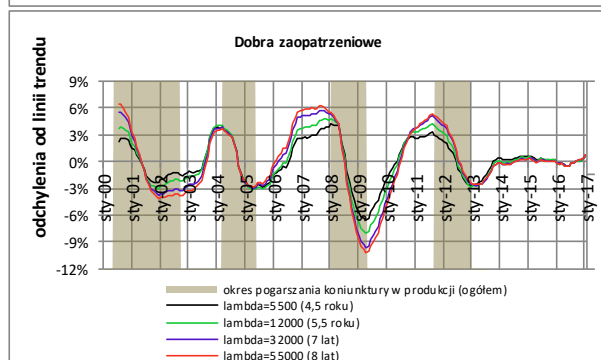 Dobra zaopatrzeniowe
odchylenia od linii trendu
9%
6%
3%
0%
-3%
-6%
-9%
-12%
sty-00
sty-01
sty-02
sty-03
sty-04
sty-05
sty-06
sty-07
sty-08
sty-09
sty-10
sty-11
sty-12
sty-13
sty-14
sty-15
sty-16
sty-17
okres pogarszania koniunktury w produkcji (ogółem)
lambda=5500 (4,5 roku)
lambda=12000 (5,5 roku)
lambda=32000 (7 lat)
lambda=55000 (8 lat)